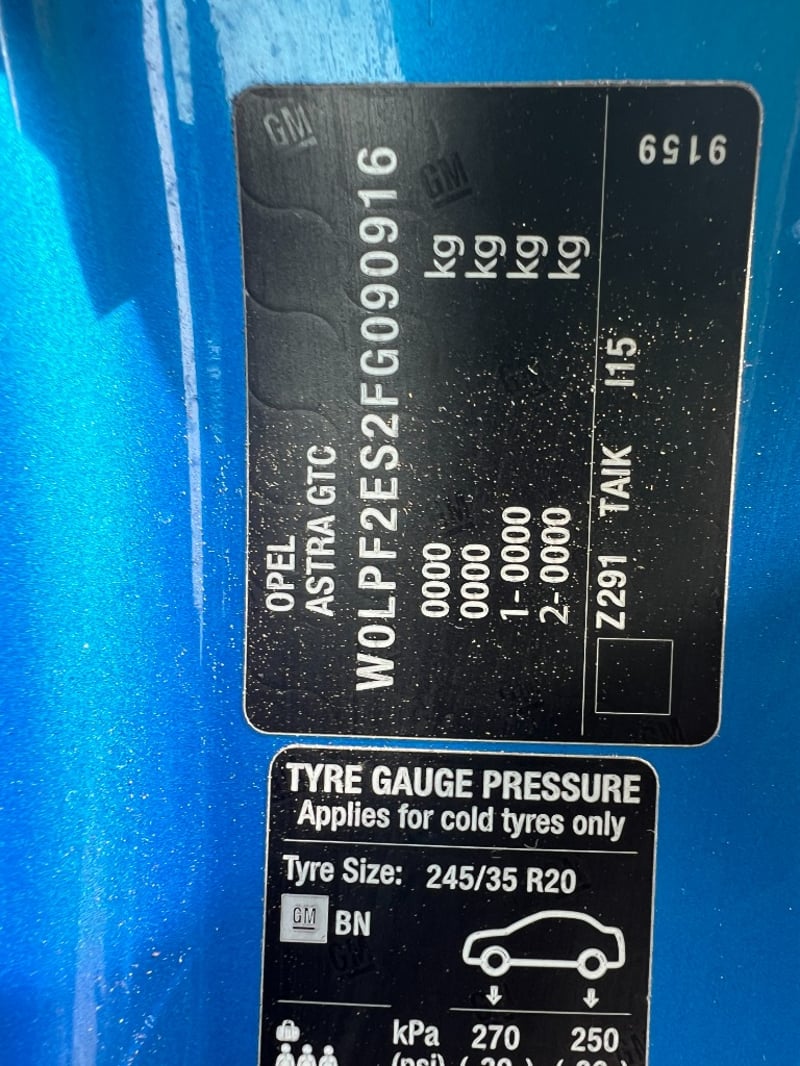 GM
OPEL
ASTRA GTC
W0LPF2ES2FG090916
0000 kg
0000 kg
1-0000 kg
2-0000 kg
Z291 TAIK I15
9159
TYRE GAUGE PRESSURE
Applies for cold tyres only
Tyre Size: 245/35 R20
GM BN
kPa 270 250
(psi)